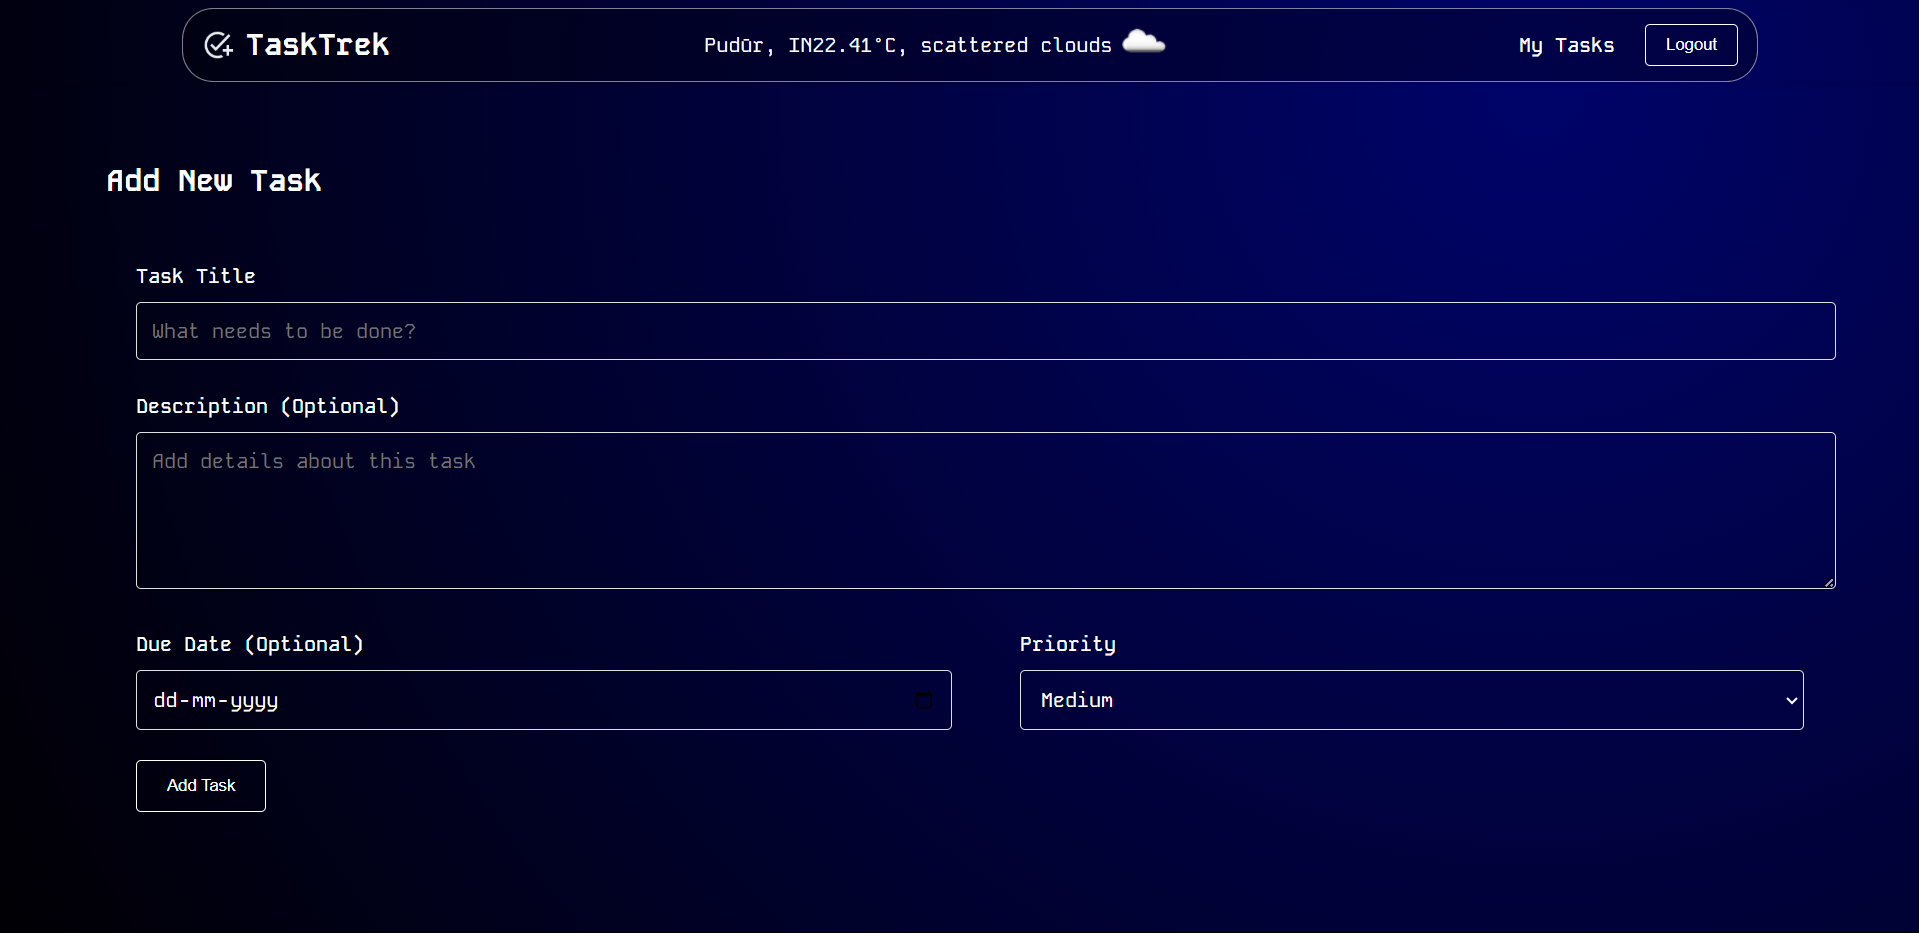 TaskTrek
Pudūr, IN22.41°C, scattered clouds
My Tasks
Logout
Add New Task
Task Title
What needs to be done?
Description (Optional)
Add details about this task
Due Date (Optional)
Priority
dd-mm-yyyy
Medium
Add Task